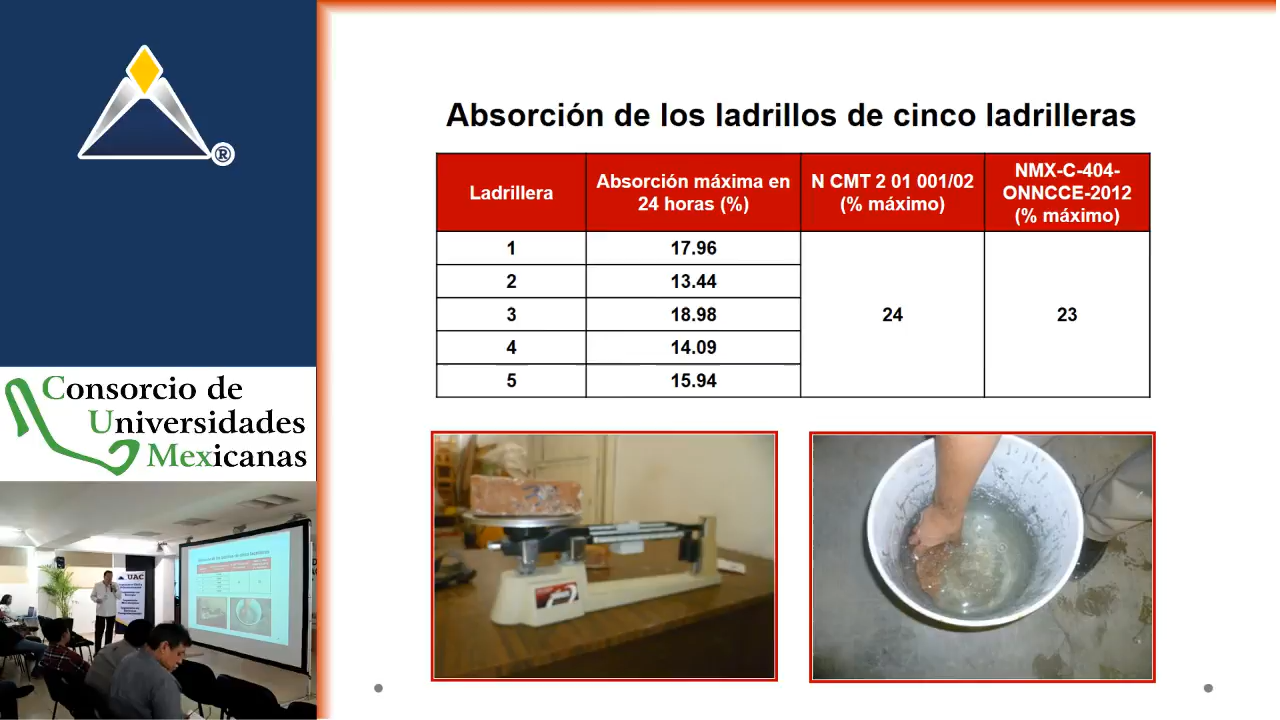 ®
Consorcio de
Universidades
Mexicanas
UAC
Absorción de los ladrillos de cinco ladrilleras
Ladrillera
Absorción máxima en
24 horas (%)
N CMT 2 01 001/02
(% máximo)
NMX-C-404-
ONNCCE-2012
(% máximo)
1 17.96
2 13.44
3 18.98 24 23
4 14.09
5 15.94